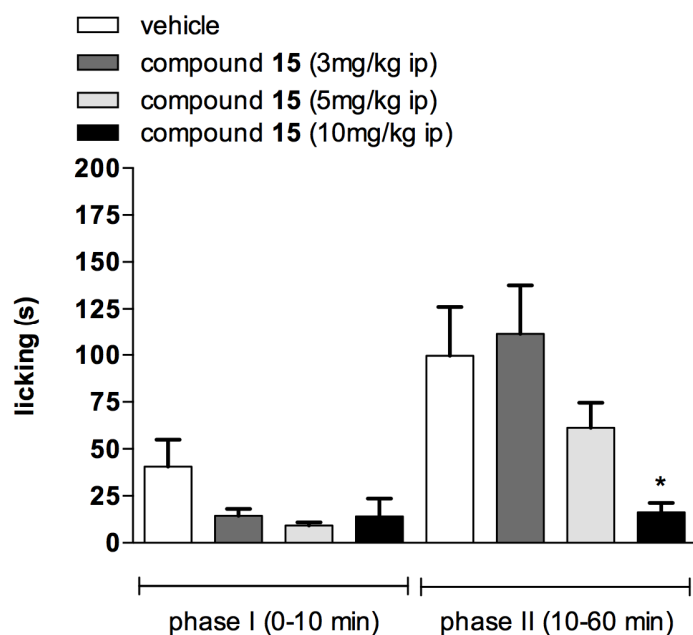 vehicle
compound 15 (3mg/kg ip)
compound 15 (5mg/kg ip)
compound 15 (10mg/kg ip)
200
175
150
125
100
75
50
25
0
licking (s)
*
phase I (0-10 min)
phase II (10-60 min)